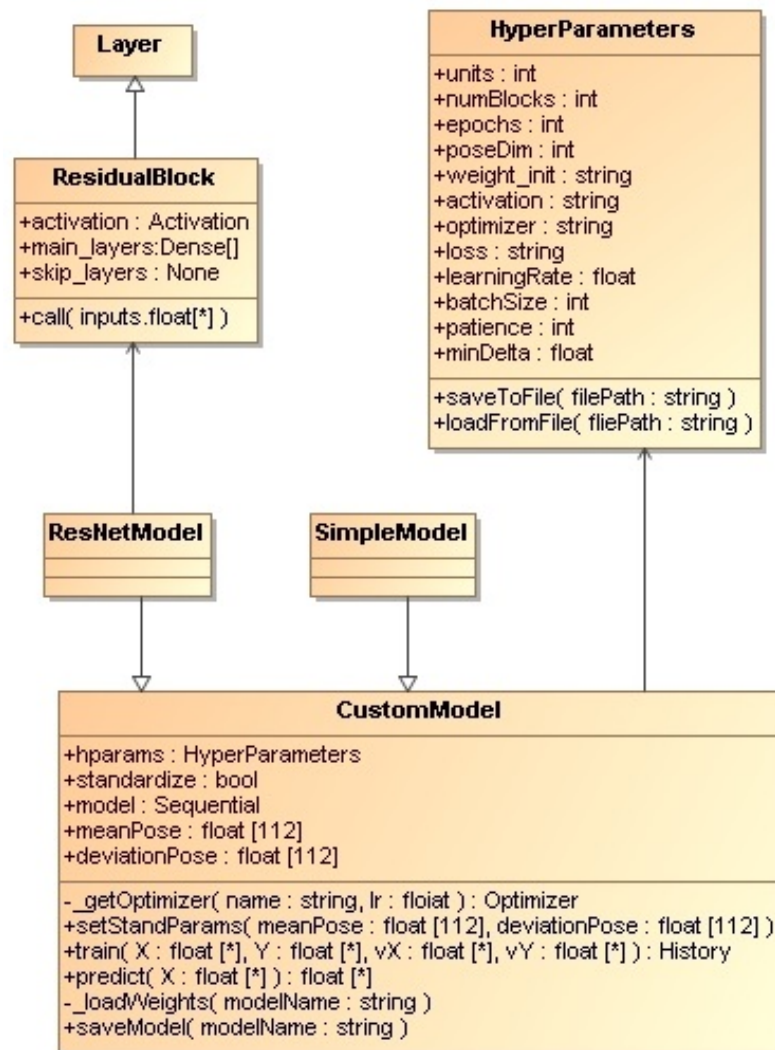 Layer
ResidualBlock
+activation : Activation
+main_layers:Dense[]
+skip_layers : None
+call( inputs.float[*] )
HyperParameters
+units : int
+numBlocks : int
+epochs : int
+poseDim : int
+weight_init : string
+activation : string
+optimizer : string
+loss : string
+learningRate : float
+batchSize : int
+patience : int
+minDelta : float
+saveToFile( filePath : string )
+loadFromFile( fliePath : string )
ResNetModel
SimpleModel
CustomModel
+hparams : HyperParameters
+standardize : bool
+model : Sequential
+meanPose : float [112]
+deviationPose : float [112]
-_getOptimizer( name : string, lr : floiat ) : Optimizer
+setStandParams( meanPose : float [112], deviationPose : float [112] )
+train( X : float [*], Y : float [*], vX : float [*], vY : float [*] ) : History
+predict( X : float [*] ) : float [*]
-_loadWeights( modelName : string )
+saveModel( modelName : string )